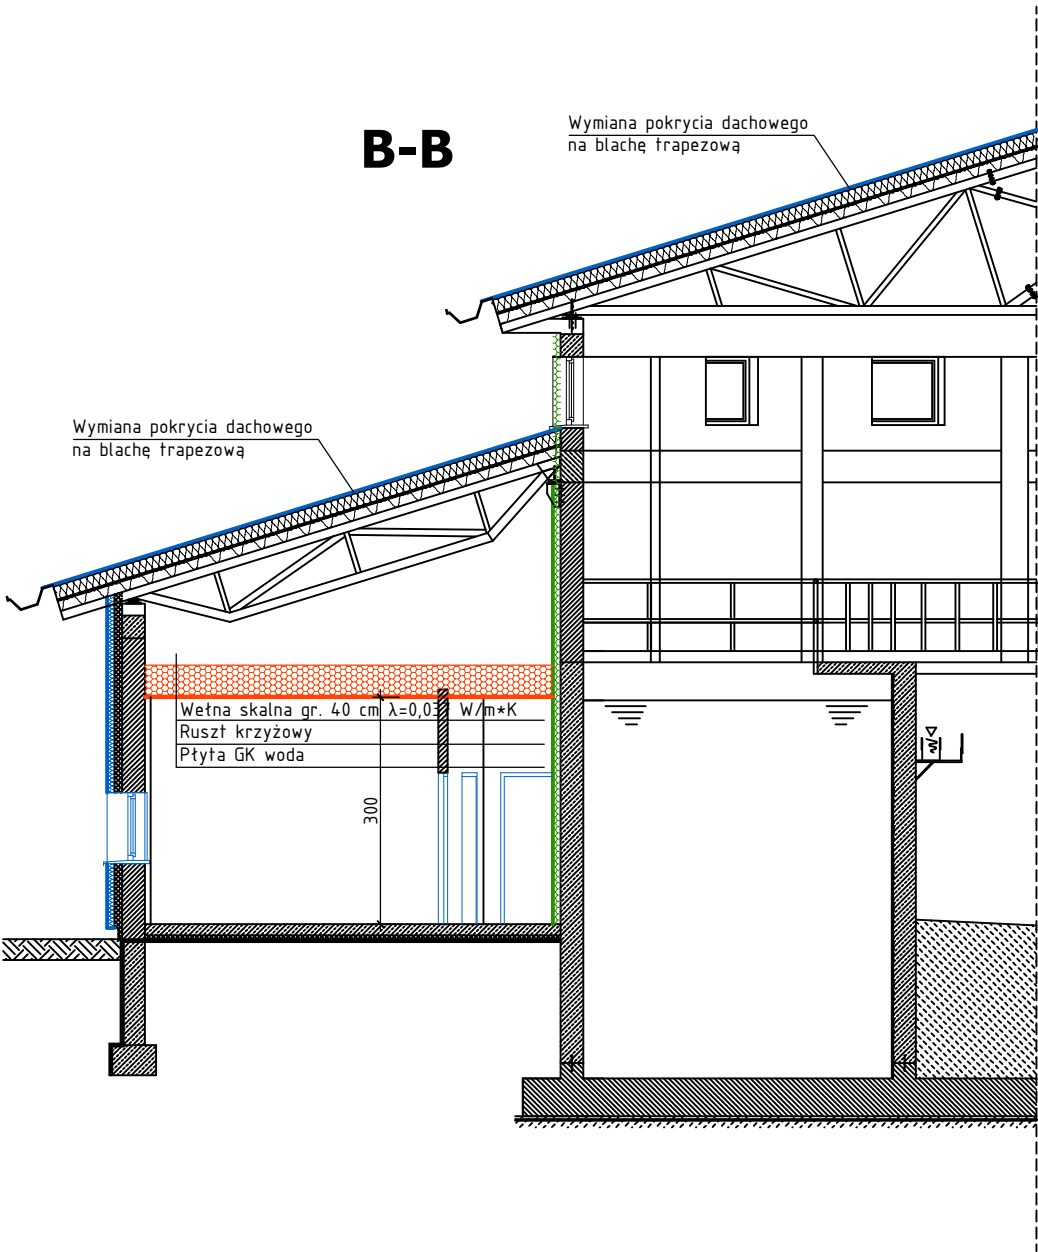 B-B
Wymiana pokrycia dachowego
na blachę trapezową
Wymiana pokrycia dachowego
na blachę trapezową
Wełna skalna gr. 40 cm W/m*K
Ruszt krzyżowy
Płyta GK woda
300